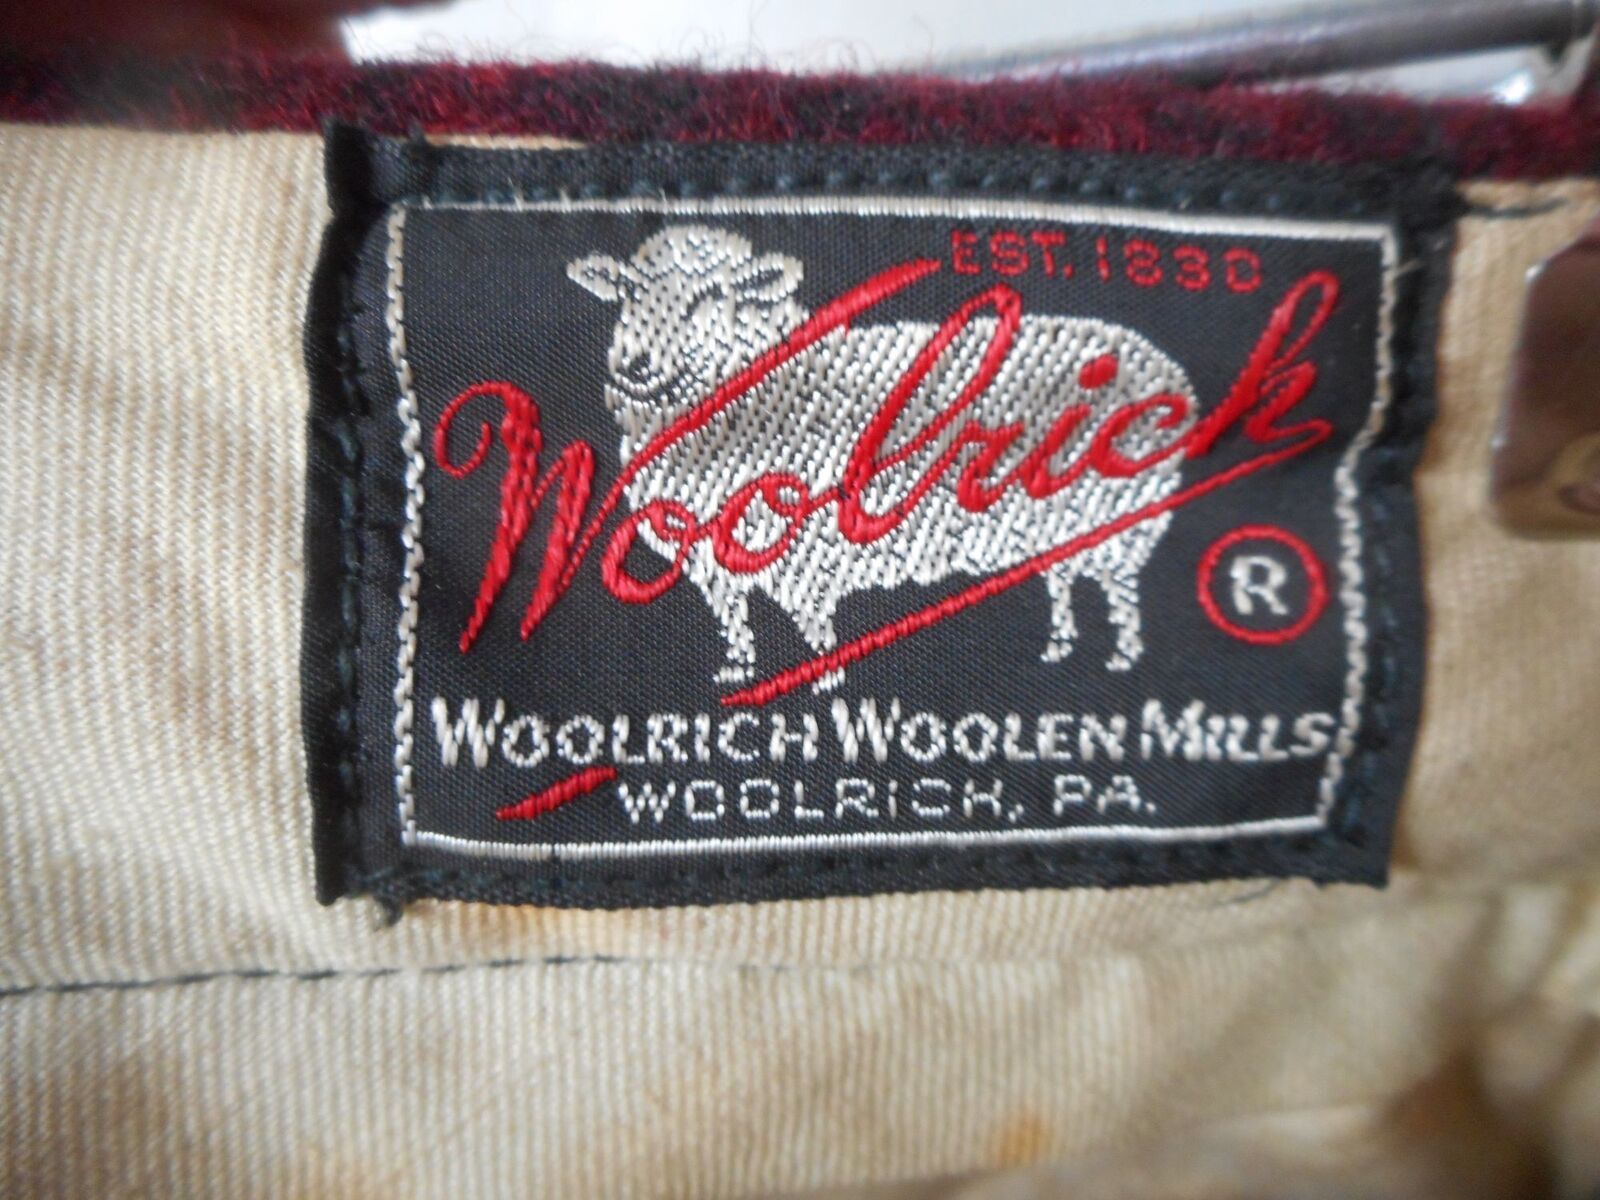 EST. 1830
Woolrich
R
WOOLRICH WOOLEN MILLS
WOOLRICH, PA.